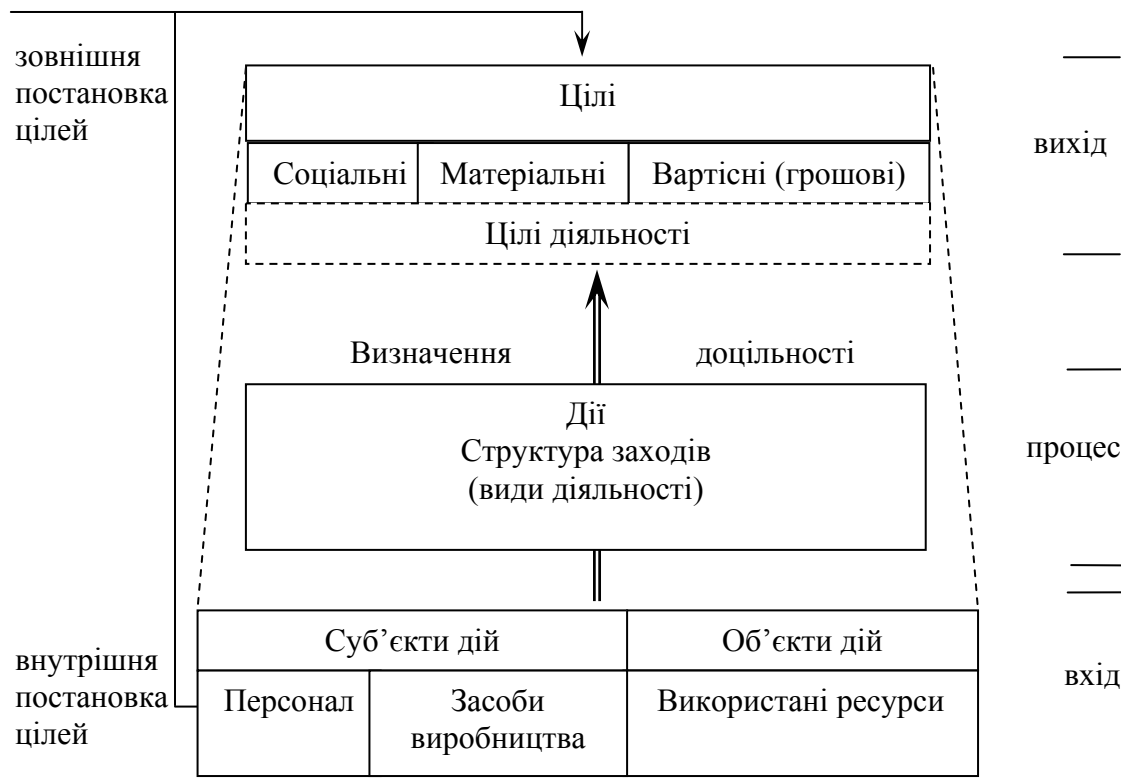 зовнішня
постановка
цілей
Цілі
вихід
Соціальні Матеріальні Вартісні (грошові)
Цілі діяльності
Визначення доцільності
Дії
Структура заходів
(види діяльності)
процес
Суб’єкти дій Об’єкти дій
внутрішня
постановка
цілей
Персонал Засоби
виробництва
Використані ресурси
вхід